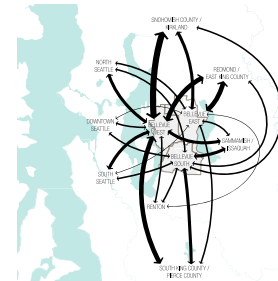 SNOHOMISH COUNTY /
KIRKLAND
NORTH
SEATTLE
REDMOND /
EAST KING COUNTY
DOWNTOWN
SEATTLE
BELLEVUE
WEST
BELLEVUE
EAST
SAMMAMISH /
ISSAQUAH
BELLEVUE
SOUTH
SOUTH
SEATTLE
RENTON
SOUTH KING COUNTY /
PIERCE COUNTY